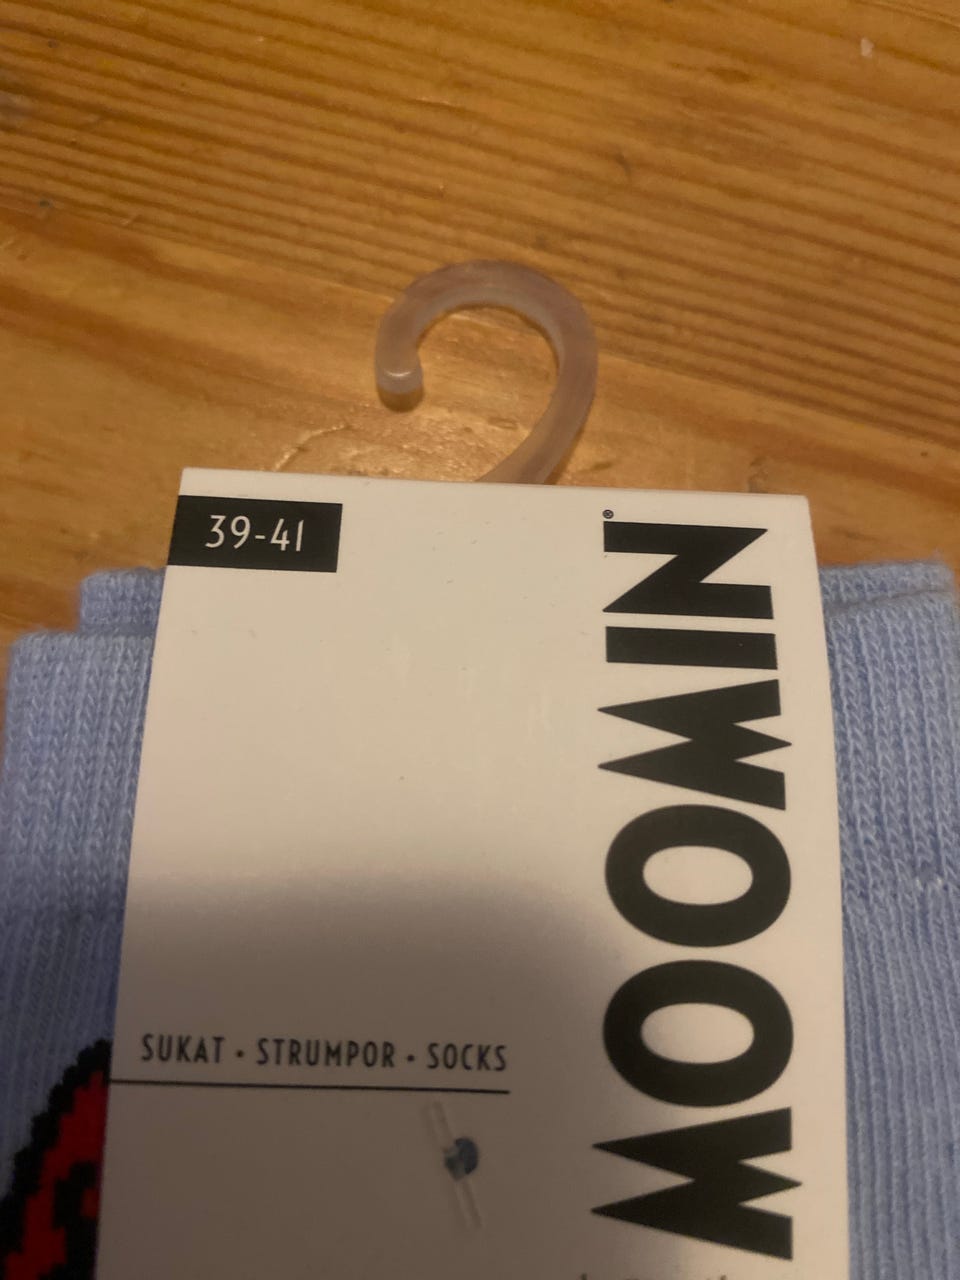 39-41
MOOMIN®
SUKAT • STRUMPOR • SOCKS